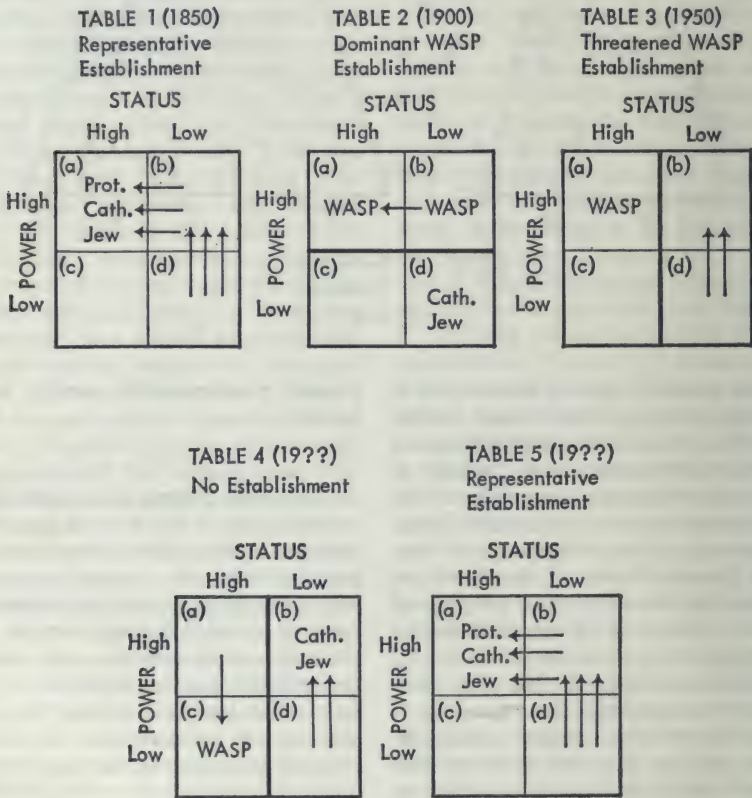 TABLE 1 (1850)
Representative
Establishment
STATUS
High Low
(a) (b)
Prot.
Cath.
Jew
High
POWER
(c) (d)
Low
TABLE 2 (1900)
Dominant WASP
Establishment
STATUS
High Low
(a) (b)
High
WASP WASP
POWER
(c) (d)
Low
Cath.
Jew
TABLE 3 (1950)
Threatened WASP
Establishment
STATUS
High Low
(a) (b)
High
WASP
POWER
(c) (d)
Low
TABLE 4 (19??)
No Establishment
STATUS
High Low
(a) (b)
Cath.
High
Jew
POWER
(c) (d)
Low
WASP
TABLE 5 (19??)
Representative
Establishment
STATUS
High Low
(a) (b)
Prot.
High
Cath.
Jew
POWER
(c) (d)
Low